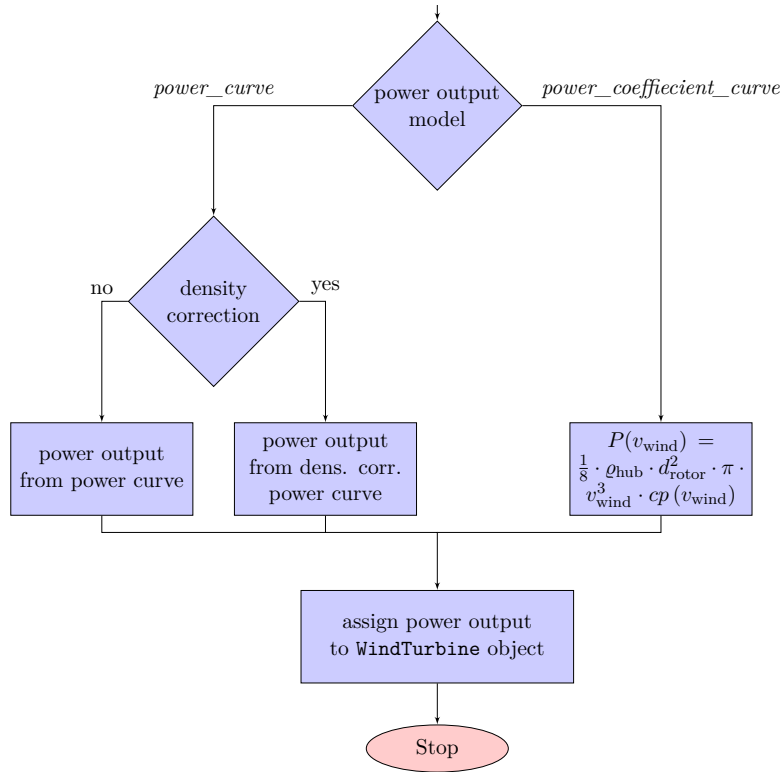 power output
model
power_curve
power_coeffiecient_curve
density
correction
no
yes
power output
from power curve
power output
from dens. corr.
power curve
P(v_wind) =
1/8 · ϱ_hub · d²_rotor · π ·
v³_wind · cp (v_wind)
assign power output
to WindTurbine object
Stop